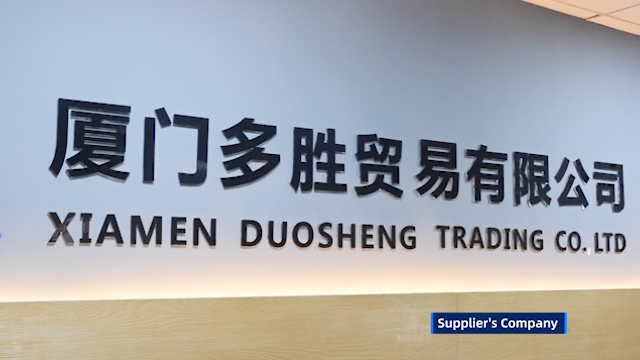 厦门多胜贸易有限公司
XIAMEN DUOSHENG TRADING CO. LTD
Supplier's Company